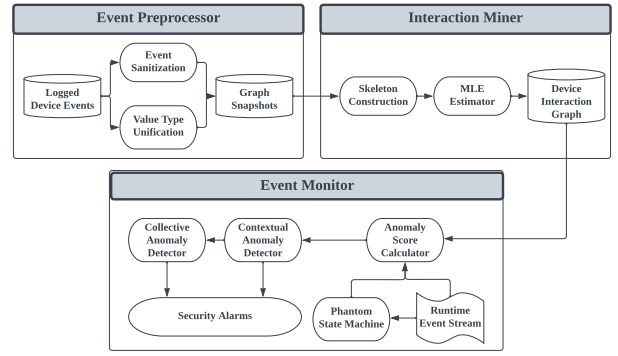 Event Preprocessor
Interaction Miner
Event
Sanitization
Logged
Device Events
Value Type
Unification
Graph
Snapshots
Skeleton
Construction
MLE
Estimator
Device
Interaction
Graph
Event Monitor
Collective
Anomaly
Detector
Contextual
Anomaly
Detector
Anomaly
Score
Calculator
Security Alarms
Phantom
State Machine
Runtime
Event Stream